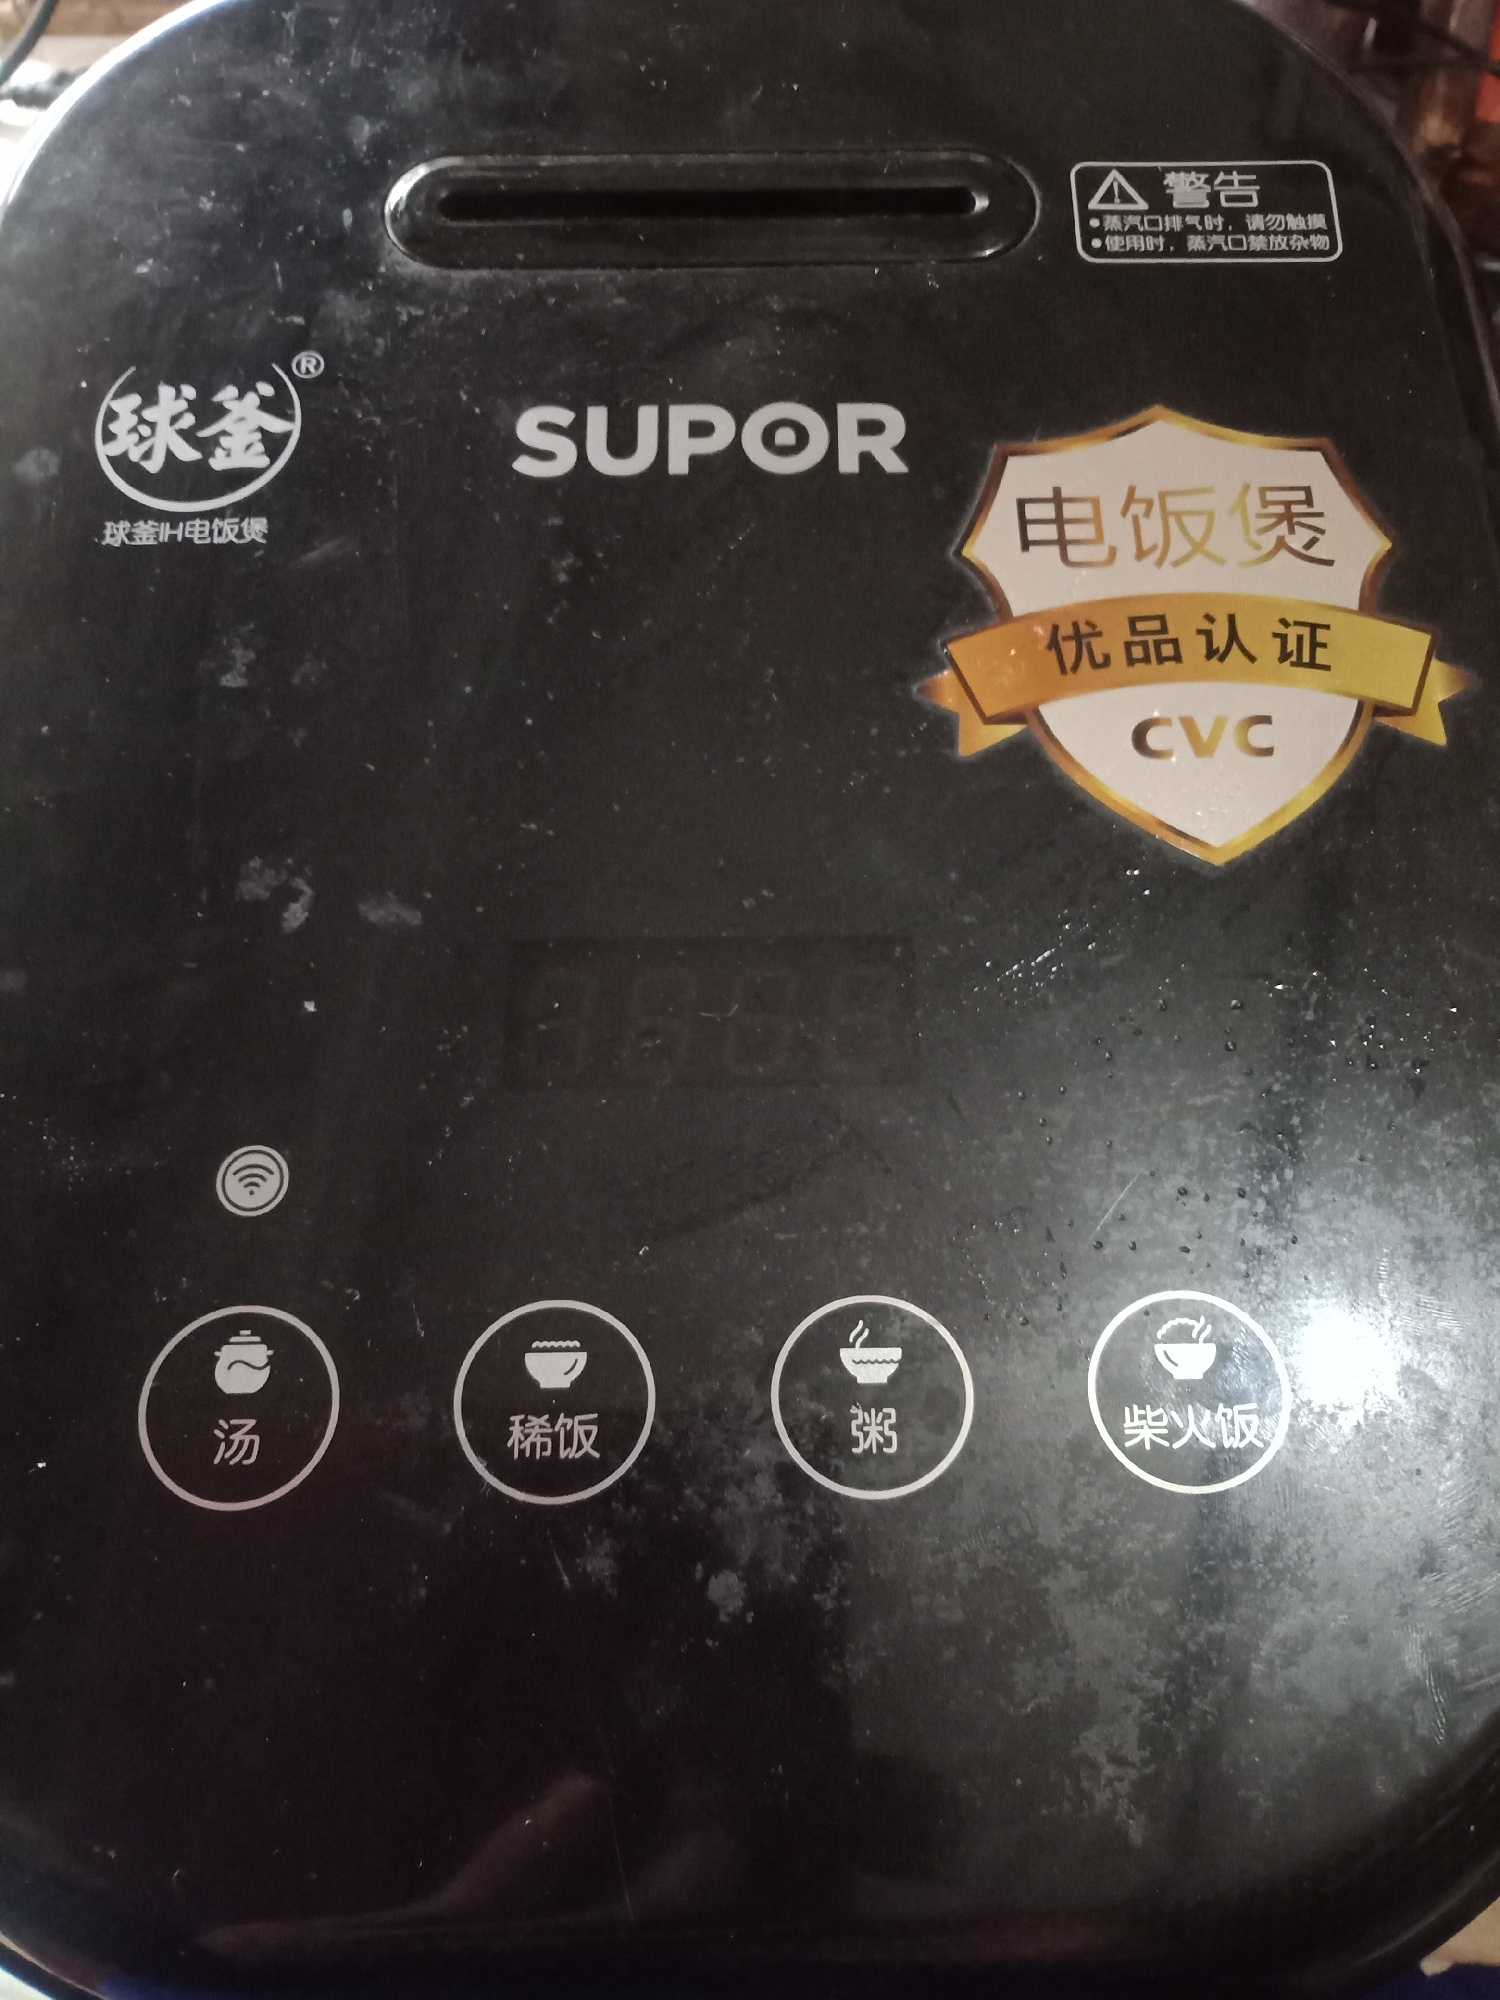 警告
•蒸汽口排气时，请勿触摸
•使用时，蒸汽口禁放杂物
球釜®
球釜IH电饭煲
SUPOR
电饭煲
优品认证
CVC
汤
稀饭
粥
柴火饭